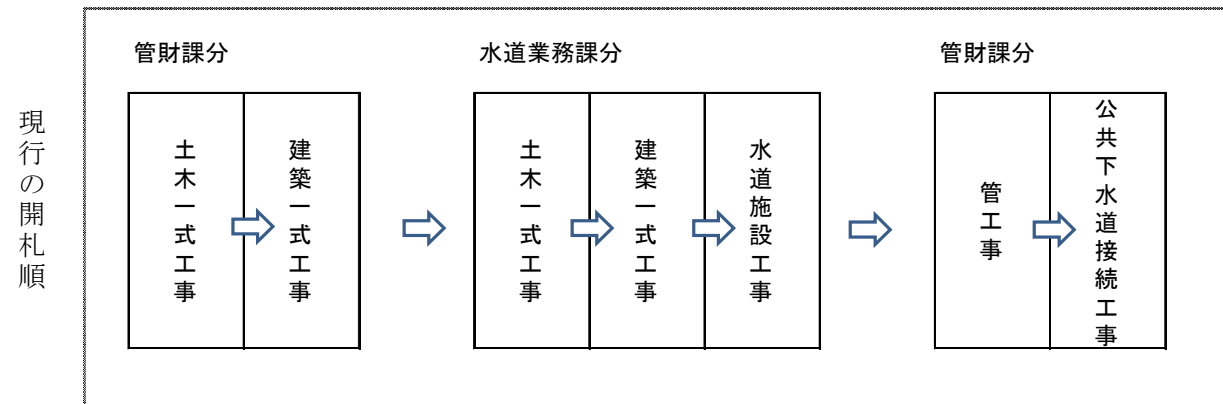 現行の開札順
管財課分
土木一式工事
建築一式工事
水道業務課分
土木一式工事
建築一式工事
水道施設工事
管財課分
管工事
公共下水道接続工事